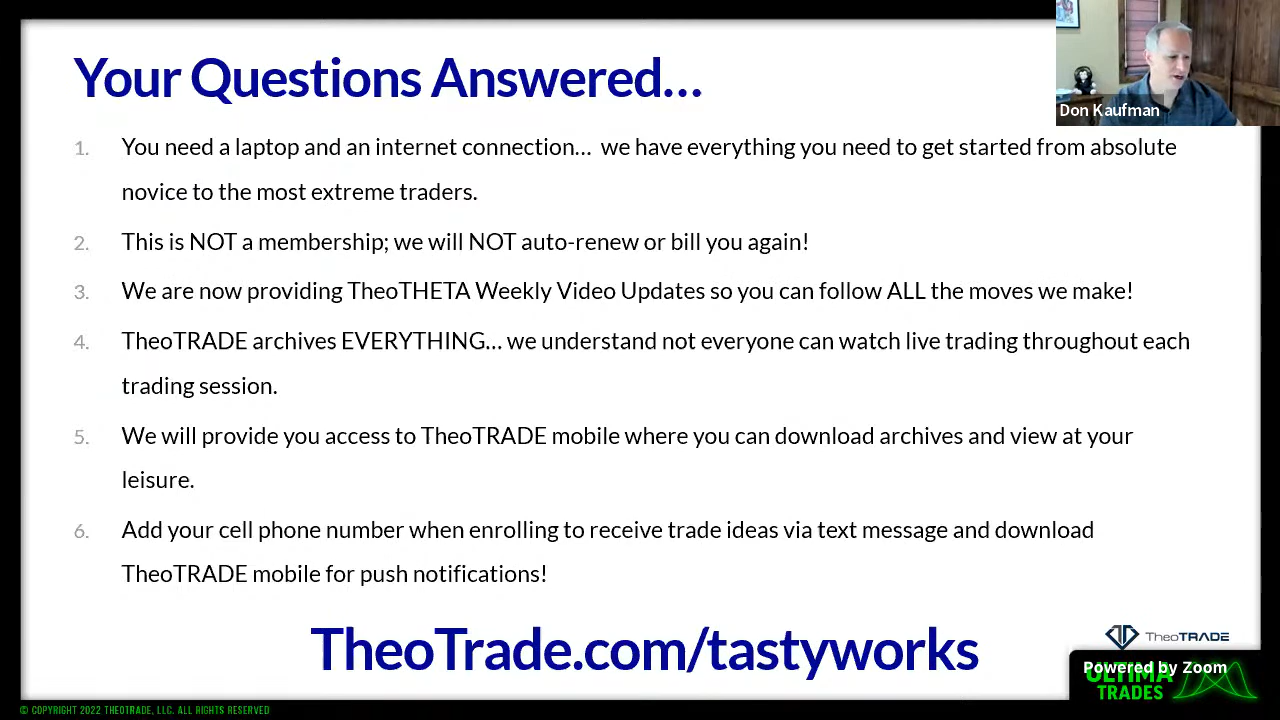 Your Questions Answered...
Don Kaufman
1. You need a laptop and an internet connection... we have everything you need to get started from absolute
novice to the most extreme traders.
2. This is NOT a membership; we will NOT auto-renew or bill you again!
3. We are now providing TheoTHETA Weekly Video Updates so you can follow ALL the moves we make!
4. TheoTRADE archives EVERYTHING... we understand not everyone can watch live trading throughout each
trading session.
5. We will provide you access to TheoTRADE mobile where you can download archives and view at your
leisure.
6. Add your cell phone number when enrolling to receive trade ideas via text message and download
TheoTRADE mobile for push notifications!
TheoTrade.com/tastyworks
TheoTRADE
Powered by Zoom
ULTIMA
TRADES
© COPYRIGHT 2022 THEOTRADE, LLC. ALL RIGHTS RESERVED